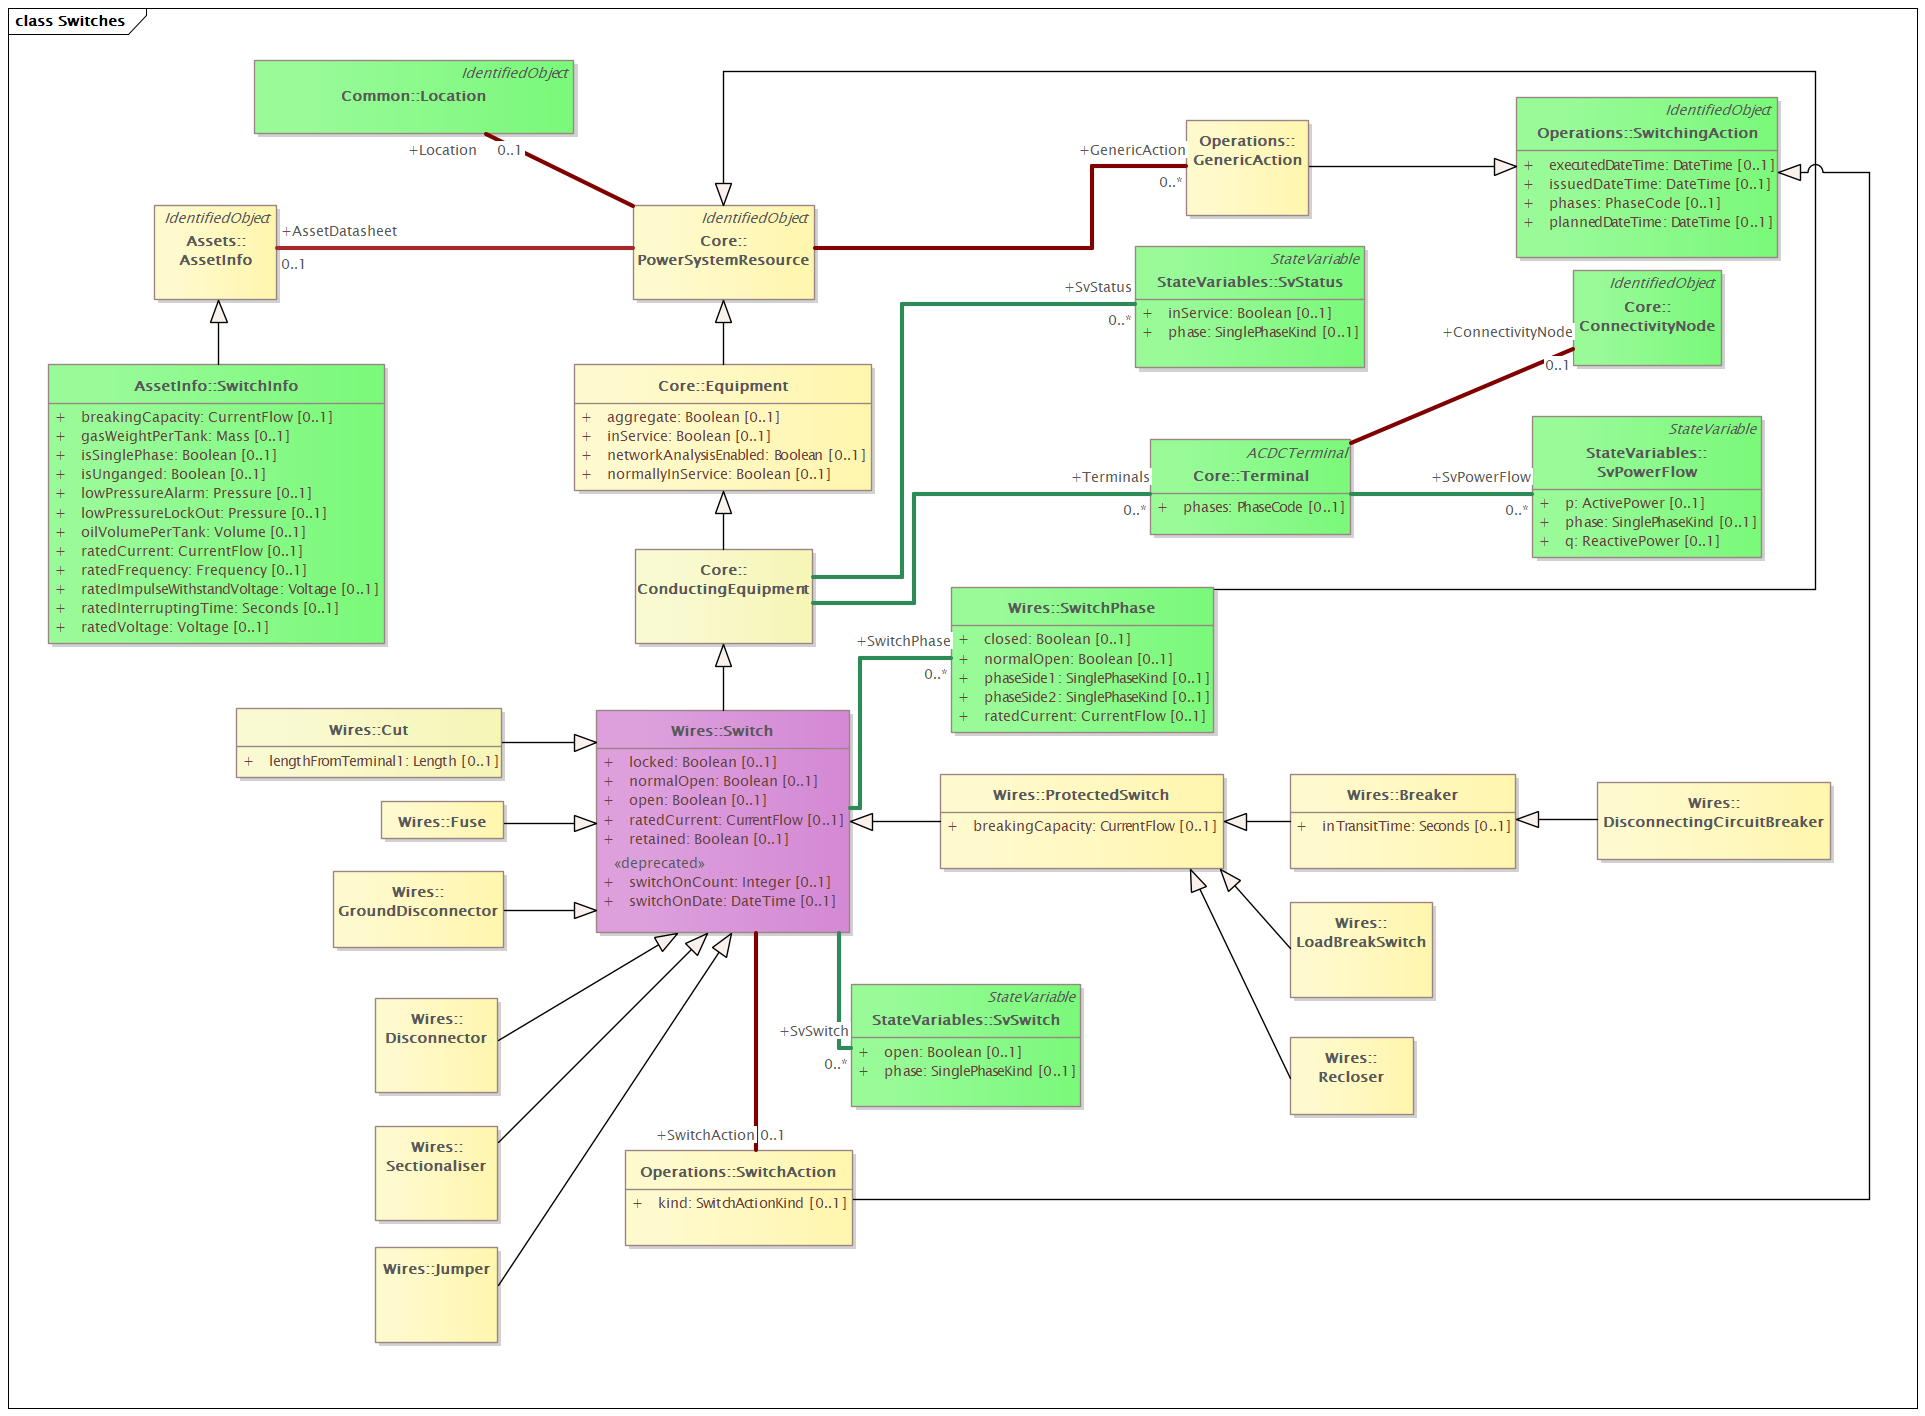 class Switches
IdentifiedObject
Common::Location
+Location
0..1
IdentifiedObject
Assets::
AssetInfo
+AssetDatasheet
0..1
IdentifiedObject
Core::
PowerSystemResource
+GenericAction
0..*
Operations::
GenericAction
IdentifiedObject
Operations::SwitchingAction
+ executedDateTime: DateTime [0..1]
+ issuedDateTime: DateTime [0..1]
+ phases: PhaseCode [0..1]
+ plannedDateTime: DateTime [0..1]
StateVariable
StateVariables::SvStatus
+ inService: Boolean [0..1]
+ phase: SinglePhaseKind [0..1]
+SvStatus
0..*
IdentifiedObject
Core::
ConnectivityNode
+ConnectivityNode
0..1
AssetInfo::SwitchInfo
+ breakingCapacity: CurrentFlow [0..1]
+ gasWeightPerTank: Mass [0..1]
+ isSinglePhase: Boolean [0..1]
+ isUnganged: Boolean [0..1]
+ lowPressureAlarm: Pressure [0..1]
+ lowPressureLockOut: Pressure [0..1]
+ oilVolumePerTank: Volume [0..1]
+ ratedCurrent: CurrentFlow [0..1]
+ ratedFrequency: Frequency [0..1]
+ ratedImpulseWithstandVoltage: Voltage [0..1]
+ ratedInterruptingTime: Seconds [0..1]
+ ratedVoltage: Voltage [0..1]
Core::Equipment
+ aggregate: Boolean [0..1]
+ inService: Boolean [0..1]
+ networkAnalysisEnabled: Boolean [0..1]
+ normallyInService: Boolean [0..1]
+Terminals
0..*
ACDCTerminal
Core::Terminal
+ phases: PhaseCode [0..1]
+SvPowerFlow
0..*
StateVariable
StateVariables::
SvPowerFlow
+ p: ActivePower [0..1]
+ phase: SinglePhaseKind [0..1]
+ q: ReactivePower [0..1]
Core::
ConductingEquipment
+SwitchPhase
0..*
Wires::SwitchPhase
+ closed: Boolean [0..1]
+ normalOpen: Boolean [0..1]
+ phaseSide1: SinglePhaseKind [0..1]
+ phaseSide2: SinglePhaseKind [0..1]
+ ratedCurrent: CurrentFlow [0..1]
Wires::Cut
+ lengthFromTerminal1: Length [0..1]
Wires::Fuse
Wires::
GroundDisconnector
Wires::Switch
+ locked: Boolean [0..1]
+ normalOpen: Boolean [0..1]
+ open: Boolean [0..1]
+ ratedCurrent: CurrentFlow [0..1]
+ retained: Boolean [0..1]
«deprecated»
+ switchOnCount: Integer [0..1]
+ switchOnDate: DateTime [0..1]
Wires::ProtectedSwitch
+ breakingCapacity: CurrentFlow [0..1]
Wires::Breaker
+ inTransitTime: Seconds [0..1]
Wires::
DisconnectingCircuitBreaker
Wires::
LoadBreakSwitch
Wires::
Recloser
Wires::
Disconnector
+SvSwitch
0..*
StateVariable
StateVariables::SvSwitch
+ open: Boolean [0..1]
+ phase: SinglePhaseKind [0..1]
Wires::
Sectionaliser
+SwitchAction
0..1
Operations::SwitchAction
+ kind: SwitchActionKind [0..1]
Wires::Jumper